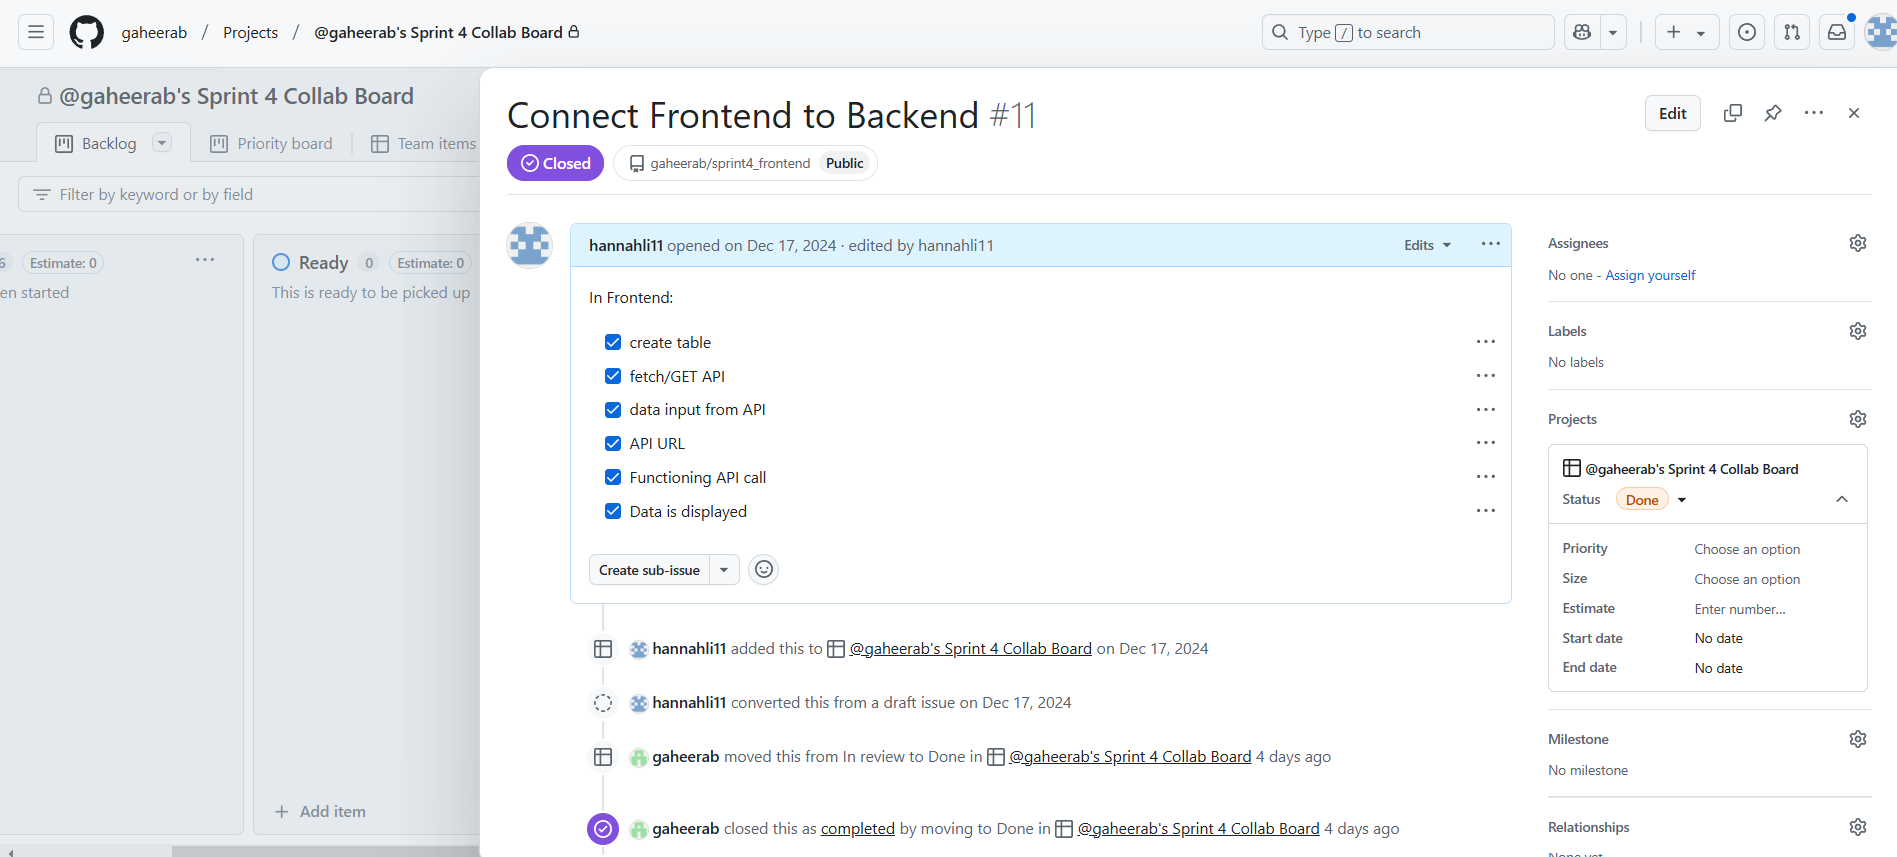 gaheerab / Projects / @gaheerab's Sprint 4 Collab Board
Type / to search
@gaheerab's Sprint 4 Collab Board
Backlog
Priority board
Team items
Filter by keyword or by field
6 Estimate: 0
en started
Ready 0 Estimate: 0
This is ready to be picked up
+ Add item
Connect Frontend to Backend #11
Edit
Closed
gaheerab/sprint4_frontend Public
hannahli11 opened on Dec 17, 2024 · edited by hannahli11
Edits
In Frontend:
create table
fetch/GET API
data input from API
API URL
Functioning API call
Data is displayed
Create sub-issue
hannahli11 added this to @gaheerab's Sprint 4 Collab Board on Dec 17, 2024
hannahli11 converted this from a draft issue on Dec 17, 2024
gaheerab moved this from In review to Done in @gaheerab's Sprint 4 Collab Board 4 days ago
gaheerab closed this as completed by moving to Done in @gaheerab's Sprint 4 Collab Board 4 days ago
Assignees
No one - Assign yourself
Labels
No labels
Projects
@gaheerab's Sprint 4 Collab Board
Status Done
Priority Choose an option
Size Choose an option
Estimate Enter number...
Start date No date
End date No date
Milestone
No milestone
Relationships
None yet